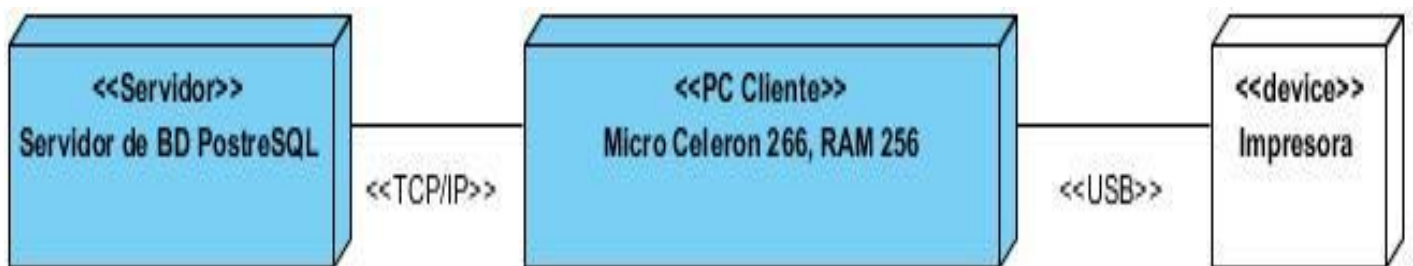 <<Servidor>>
Servidor de BD PostreSQL
<<TCP/IP>>
<<PC Cliente>>
Micro Celeron 266, RAM 256
<<USB>>
<<device>>
Impresora